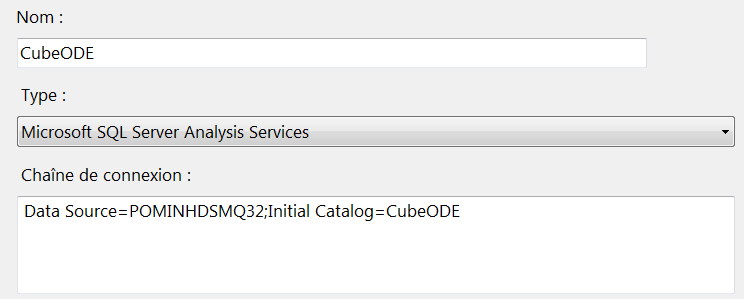 Nom :
CubeODE
Type :
Microsoft SQL Server Analysis Services
Chaîne de connexion :
Data Source=POMINHDSMQ32;Initial Catalog=CubeODE